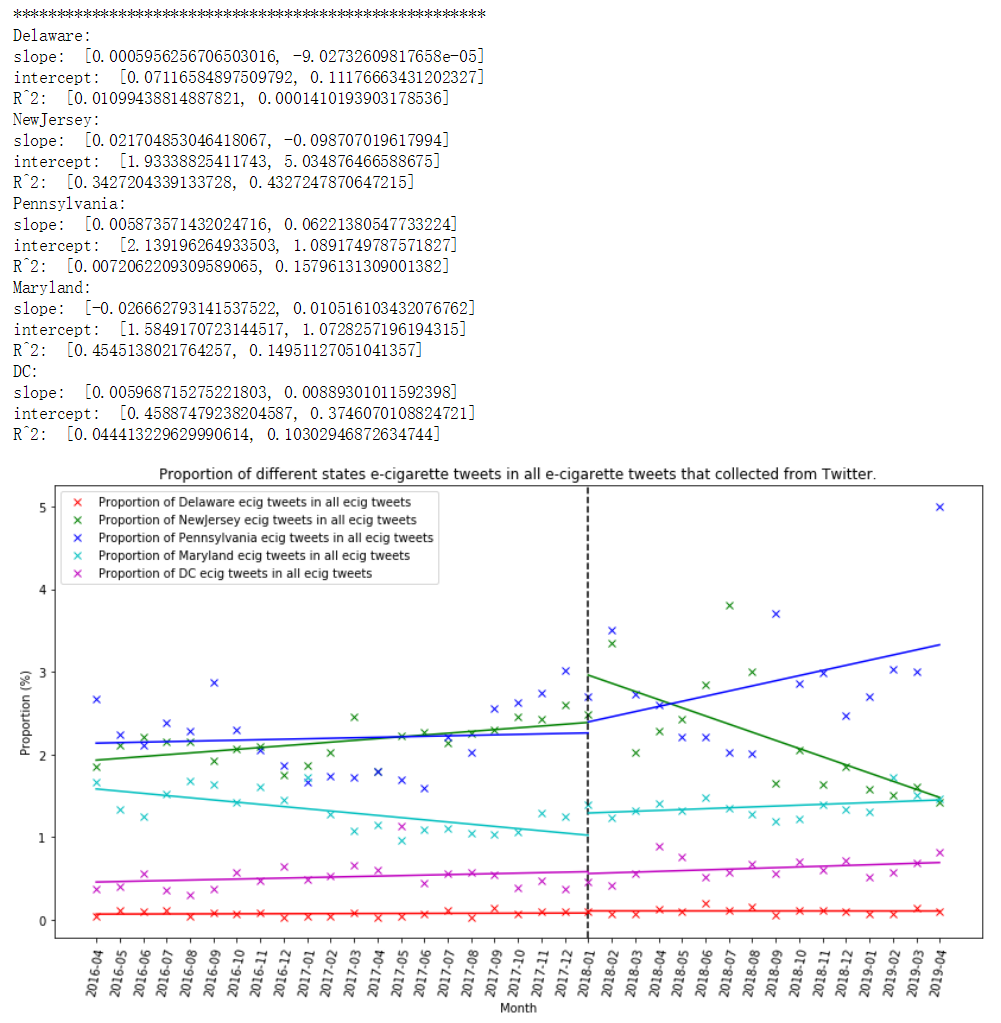 ******************************************************
Delaware:
slope:  [0.0005956256706503016, -9.02732609817658e-05]
intercept:  [0.07116584897509792, 0.11176663431202327]
R^2:  [0.01099438814887821, 0.0001410193903178536]
NewJersey:
slope:  [0.021704853046418067, -0.098707019617994]
intercept:  [1.93338825411743, 5.034876466588675]
R^2:  [0.3427204339133728, 0.4327247870647215]
Pennsylvania:
slope:  [0.005873571432024716, 0.06221380547733224]
intercept:  [2.139196264933503, 1.0891749787571827]
R^2:  [0.0072062209309589065, 0.15796131309001382]
Maryland:
slope:  [-0.026662793141537522, 0.010516103432076762]
intercept:  [1.5849170723144517, 1.0728257196194315]
R^2:  [0.4545138021764257, 0.14951127051041357]
DC:
slope:  [0.005968715275221803, 0.00889301011592398]
intercept:  [0.45887479238204587, 0.3746070108824721]
R^2:  [0.044413229629990614, 0.10302946872634744]
Proportion of different states e-cigarette tweets in all e-cigarette tweets that collected from Twitter.
Proportion of Delaware ecig tweets in all ecig tweets
Proportion of NewJersey ecig tweets in all ecig tweets
Proportion of Pennsylvania ecig tweets in all ecig tweets
Proportion of Maryland ecig tweets in all ecig tweets
Proportion of DC ecig tweets in all ecig tweets
Proportion (%)
5
4
3
2
1
0
2016-04
2016-05
2016-06
2016-07
2016-08
2016-09
2016-10
2016-11
2016-12
2017-01
2017-02
2017-03
2017-04
2017-05
2017-06
2017-07
2017-08
2017-09
2017-10
2017-11
2017-12
2018-01
2018-02
2018-03
2018-04
2018-05
2018-06
2018-07
2018-08
2018-09
2018-10
2018-11
2018-12
2019-01
2019-02
2019-03
2019-04
Month